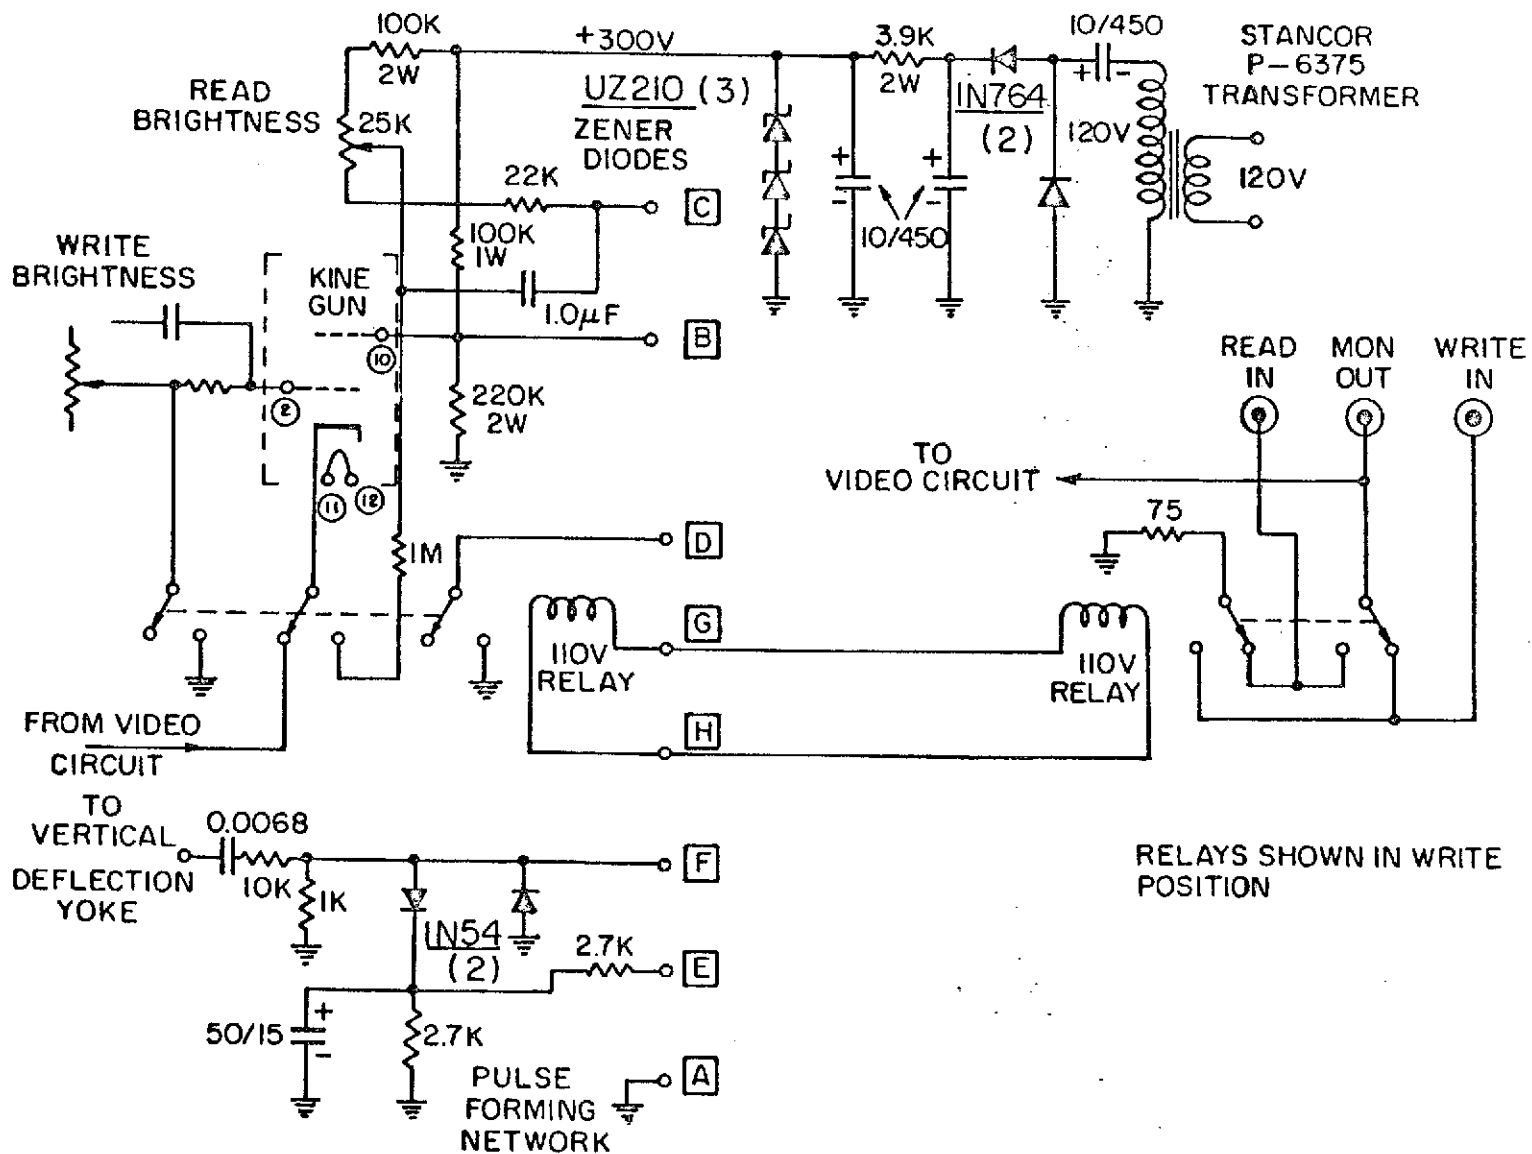 100K
2W
+300V
3.9K
2W
10/450
STANCOR
P-6375
TRANSFORMER
READ
BRIGHTNESS
25K
UZ210 (3)
ZENER
DIODES
1N764
(2)
120V
120V
22K
C
10/450
WRITE
BRIGHTNESS
100K
1W
KINE
GUN
1.0µF
B
10
2
11
12
220K
2W
READ
IN
MON
OUT
WRITE
IN
TO
VIDEO CIRCUIT
75
1M
D
G
110V
RELAY
110V
RELAY
H
FROM VIDEO
CIRCUIT
TO
VERTICAL
DEFLECTION
YOKE
0.0068
10K
1K
F
1N54
(2)
2.7K
E
50/15
+
-
2.7K
A
PULSE
FORMING
NETWORK
RELAYS SHOWN IN WRITE
POSITION